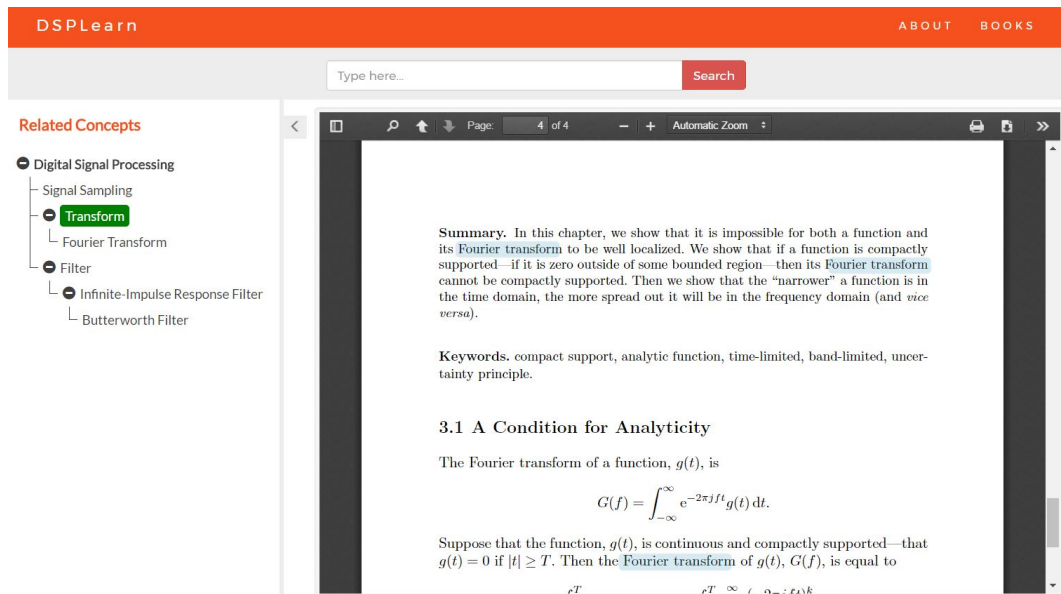 DSPLearn
ABOUT BOOKS
Type here... Search
Related Concepts
Digital Signal Processing
Signal Sampling
Transform
Fourier Transform
Filter
Infinite-Impulse Response Filter
Butterworth Filter
Page: 4 of 4 Automatic Zoom
Summary. In this chapter, we show that it is impossible for both a function and
its Fourier transform to be well localized. We show that if a function is compactly
supported—if it is zero outside of some bounded region—then its Fourier transform
cannot be compactly supported. Then we show that the “narrower” a function is in
the time domain, the more spread out it will be in the frequency domain (and vice
versa).
Keywords. compact support, analytic function, time-limited, band-limited, uncer-
tainty principle.
3.1 A Condition for Analyticity
The Fourier transform of a function, g(t), is
G(f) = ∫_{-∞}^{∞} e^{-2πjft} g(t) dt.
Suppose that the function, g(t), is continuous and compactly supported—that
g(t) = 0 if |t| ≥ T. Then the Fourier transform of g(t), G(f), is equal to